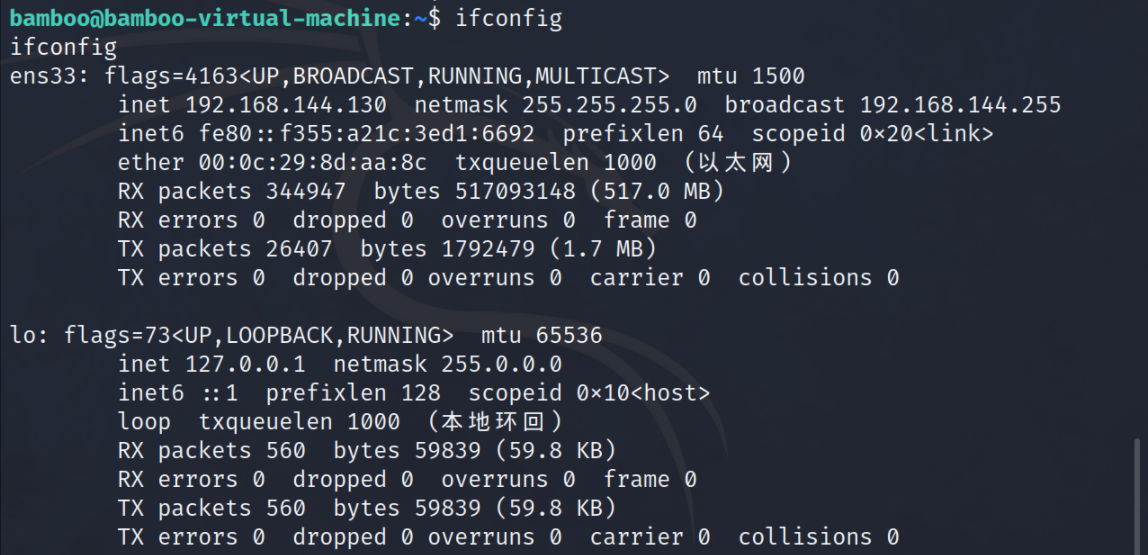 bamboo@bamboo-virtual-machine:~$ ifconfig
ifconfig
ens33: flags=4163<UP,BROADCAST,RUNNING,MULTICAST>  mtu 1500
        inet 192.168.144.130  netmask 255.255.255.0  broadcast 192.168.144.255
        inet6 fe80::f355:a21c:3ed1:6692  prefixlen 64  scopeid 0×20<link>
        ether 00:0c:29:8d:aa:8c  txqueuelen 1000  (以太网)
        RX packets 344947  bytes 517093148 (517.0 MB)
        RX errors 0  dropped 0  overruns 0  frame 0
        TX packets 26407  bytes 1792479 (1.7 MB)
        TX errors 0  dropped 0 overruns 0  carrier 0  collisions 0

lo: flags=73<UP,LOOPBACK,RUNNING>  mtu 65536
        inet 127.0.0.1  netmask 255.0.0.0
        inet6 ::1  prefixlen 128  scopeid 0×10<host>
        loop  txqueuelen 1000  (本地环回)
        RX packets 560  bytes 59839 (59.8 KB)
        RX errors 0  dropped 0  overruns 0  frame 0
        TX packets 560  bytes 59839 (59.8 KB)
        TX errors 0  dropped 0 overruns 0  carrier 0  collisions 0